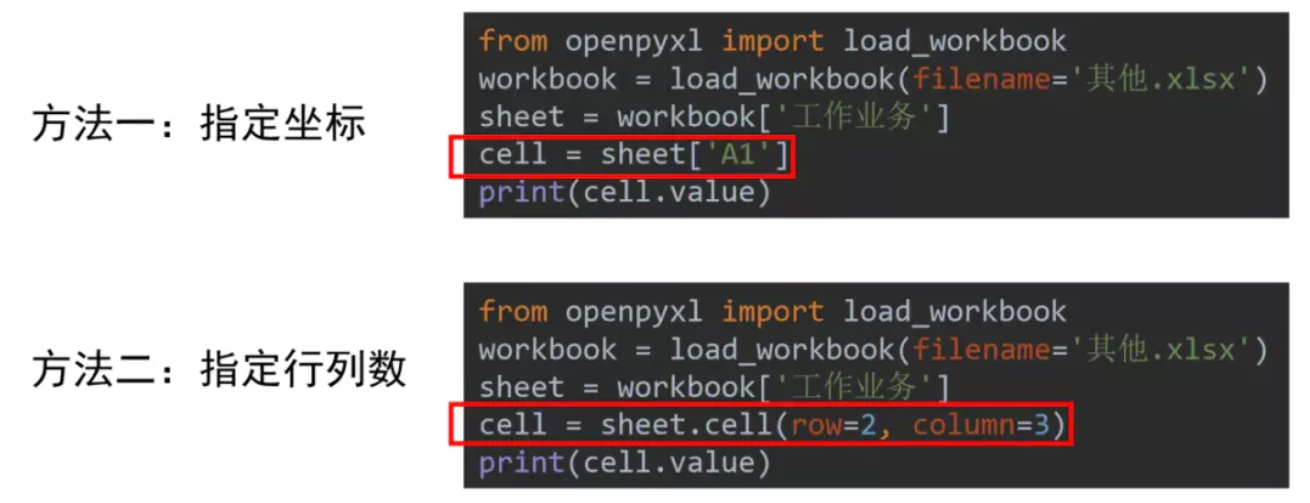 方法一：指定坐标
from openpyxl import load_workbook
workbook = load_workbook(filename='其他.xlsx')
sheet = workbook['工作业务']
cell = sheet['A1']
print(cell.value)
方法二：指定行列数
from openpyxl import load_workbook
workbook = load_workbook(filename='其他.xlsx')
sheet = workbook['工作业务']
cell = sheet.cell(row=2, column=3)
print(cell.value)